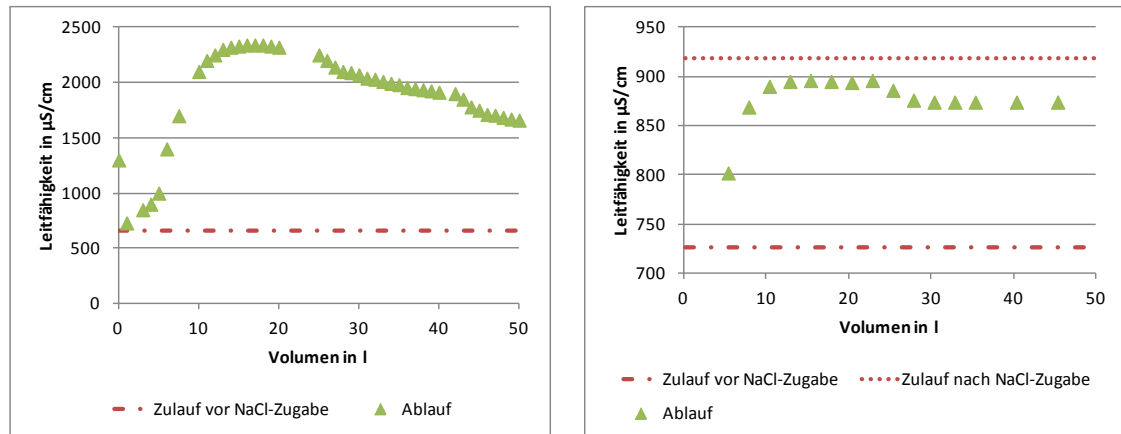 2500
2000
1500
1000
500
0
Leitfähigkeit in µS/cm
0 10 20 30 40 50
Volumen in l
Zulauf vor NaCl-Zugabe Ablauf
950
900
850
800
750
700
Leitfähigkeit in µS/cm
0 10 20 30 40 50
Volumen in l
Zulauf vor NaCl-Zugabe Zulauf nach NaCl-Zugabe
Ablauf